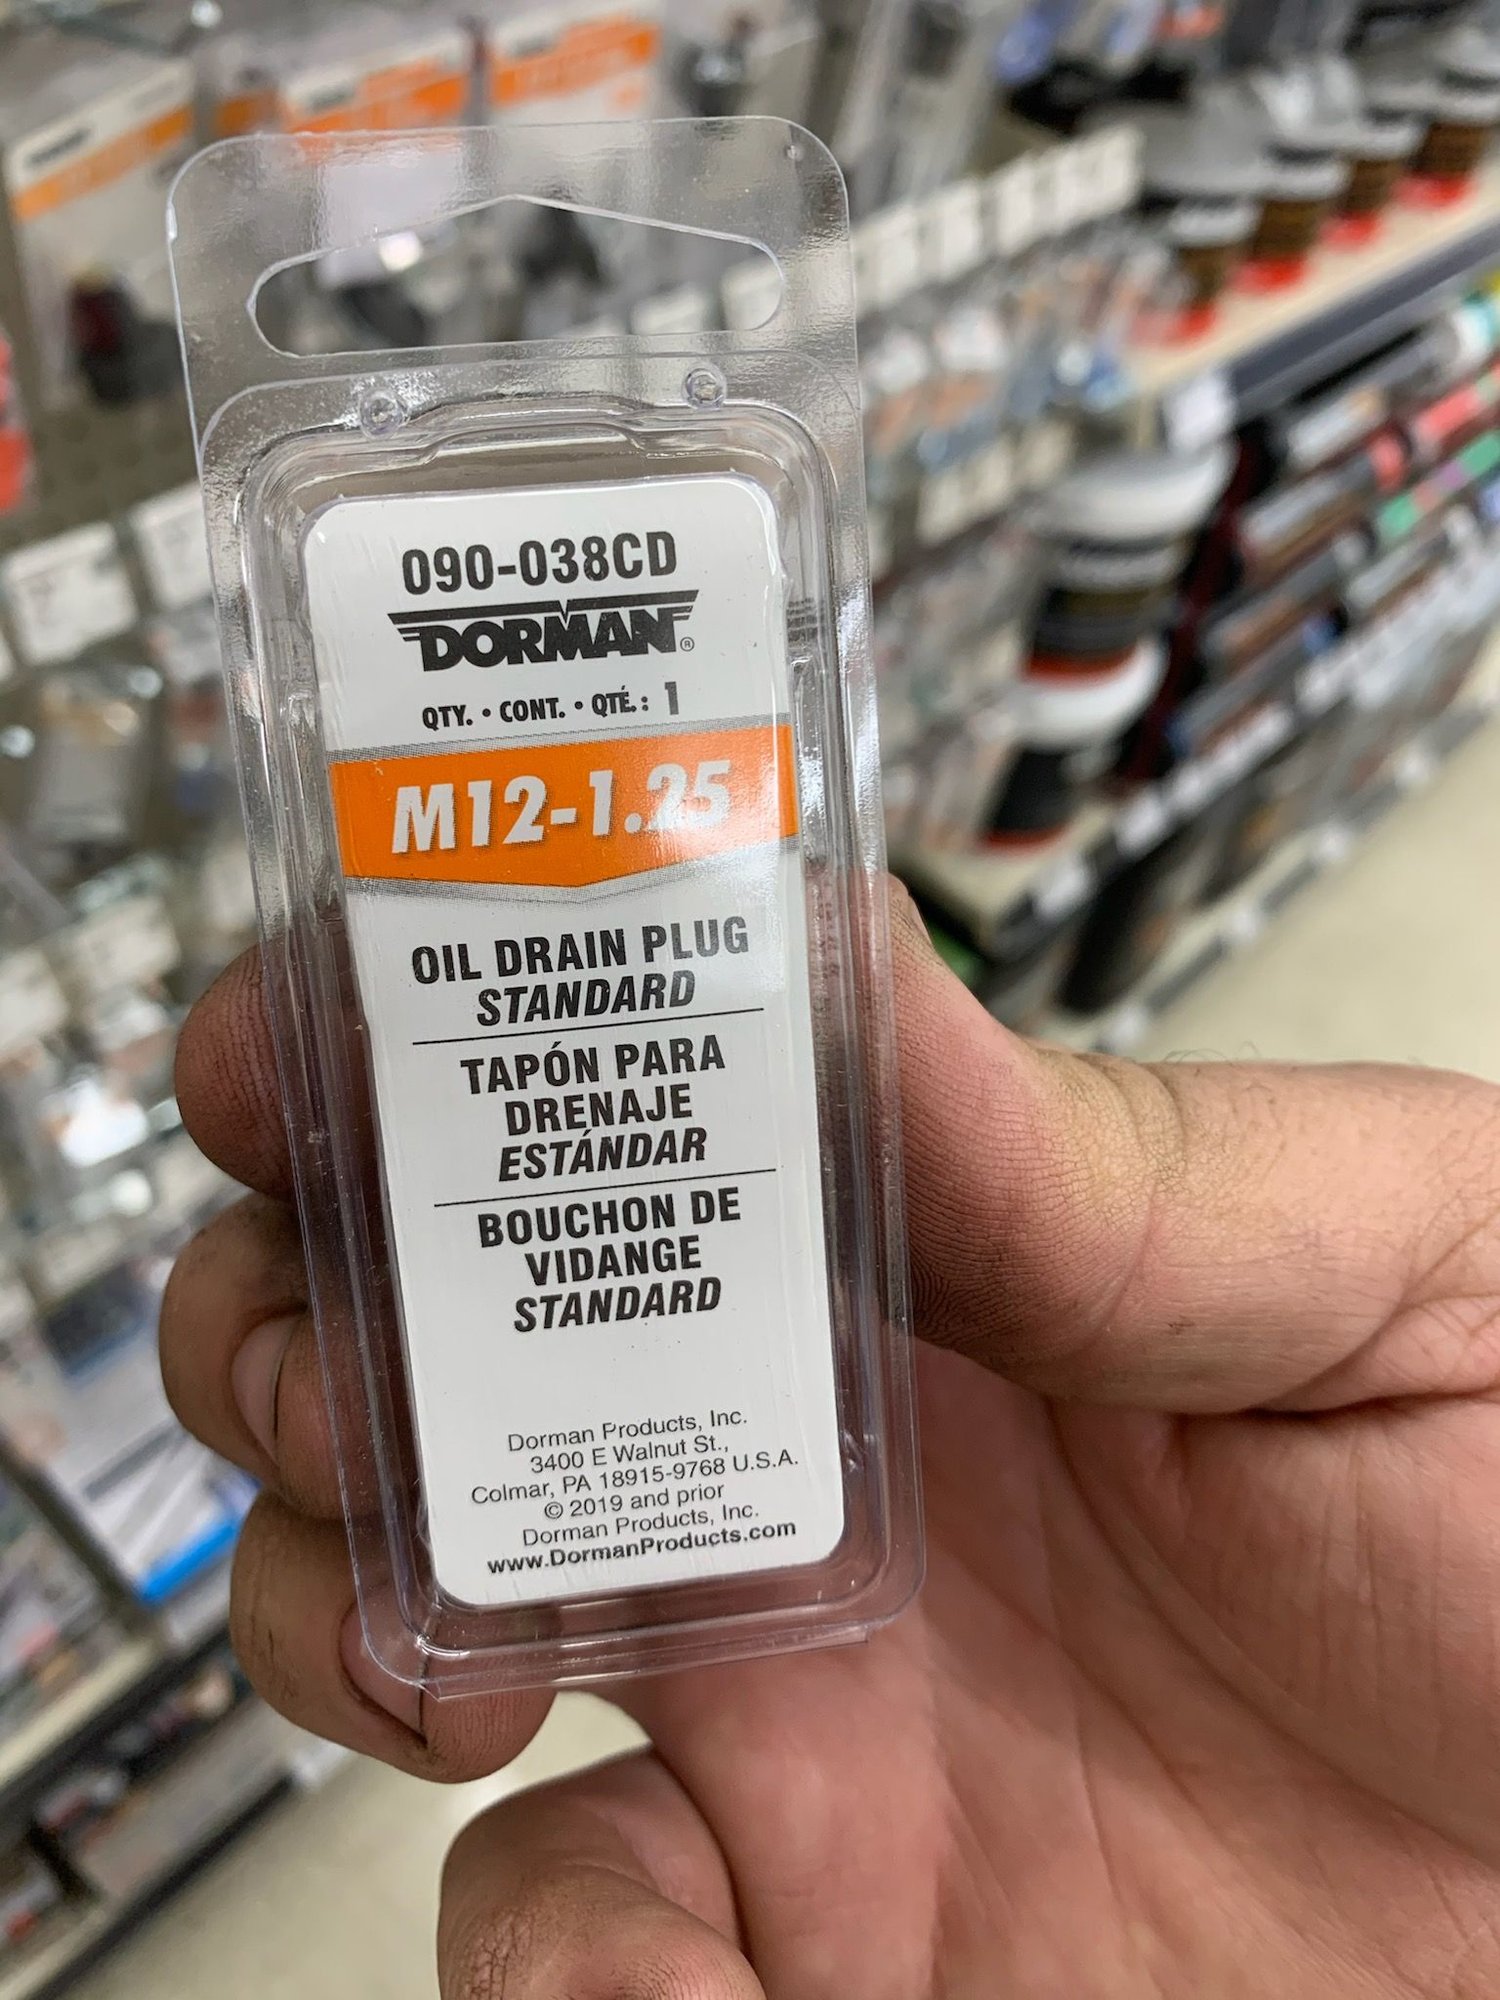 090-038CD
DORMAN®
QTY. • CONT. • QTÉ.: 1
M12-1.25
OIL DRAIN PLUG
STANDARD
TAPÓN PARA
DRENAJE
ESTÁNDAR
BOUCHON DE
VIDANGE
STANDARD
Dorman Products, Inc.
3400 E Walnut St.,
Colmar, PA 18915-9768 U.S.A.
© 2019 and prior
Dorman Products, Inc.
www.DormanProducts.com